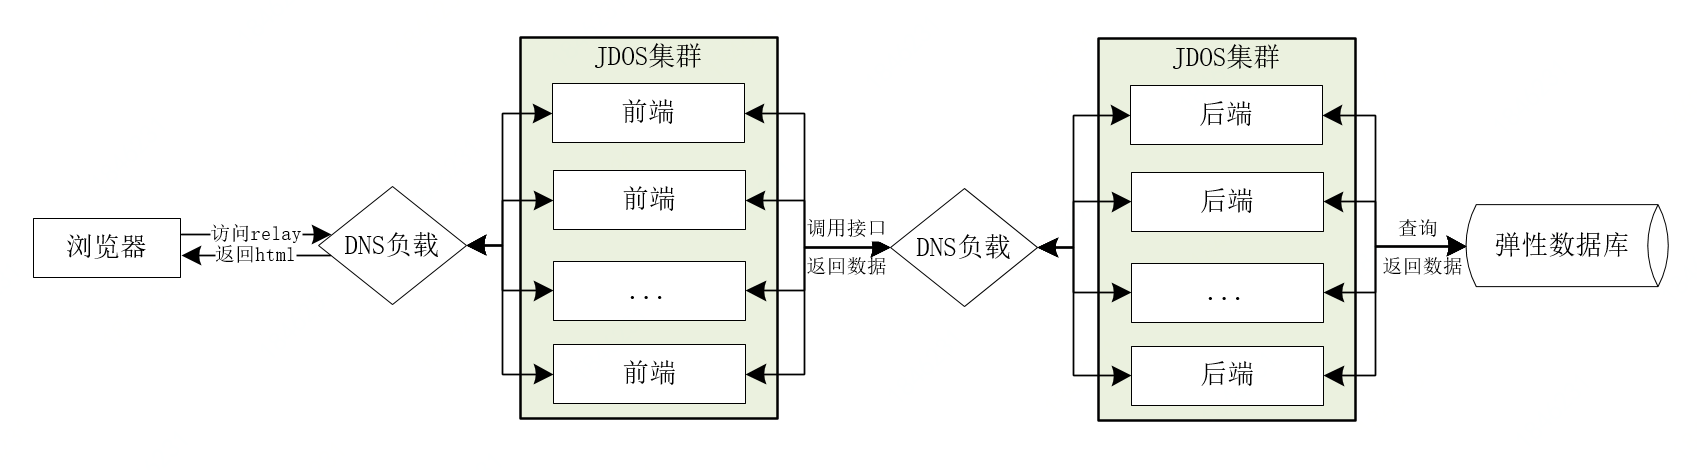 浏览器
访问relay
返回html
DNS负载
JDOS集群
前端
前端
...
前端
调用接口
返回数据
DNS负载
JDOS集群
后端
后端
...
后端
查询
返回数据
弹性数据库